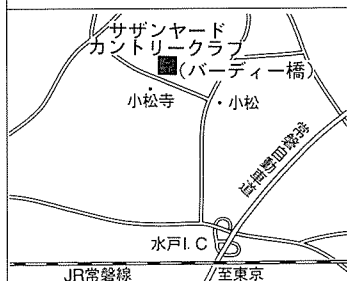 サザンヤード
カントリークラブ
(バーディー橋)
小松寺
・小松
常磐自動車道
水戸I.C
JR常磐線
至東京